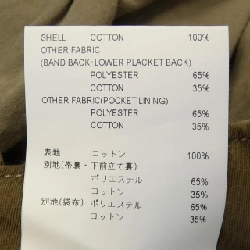 SHELL COTTON 100%
OTHER FABRIC
(BAND BACK-LOWER PLACKET BACK)
POLYESTER 65%
COTTON 35%
OTHER FABRIC(POCKET LINING)
POLYESTER 65%
COTTON 35%
表地 コットン 100%
別地(帯裏・下前立て裏)
ポリエステル 65%
コットン 35%
別地(袋布) ポリエステル 65%
コットン 35%